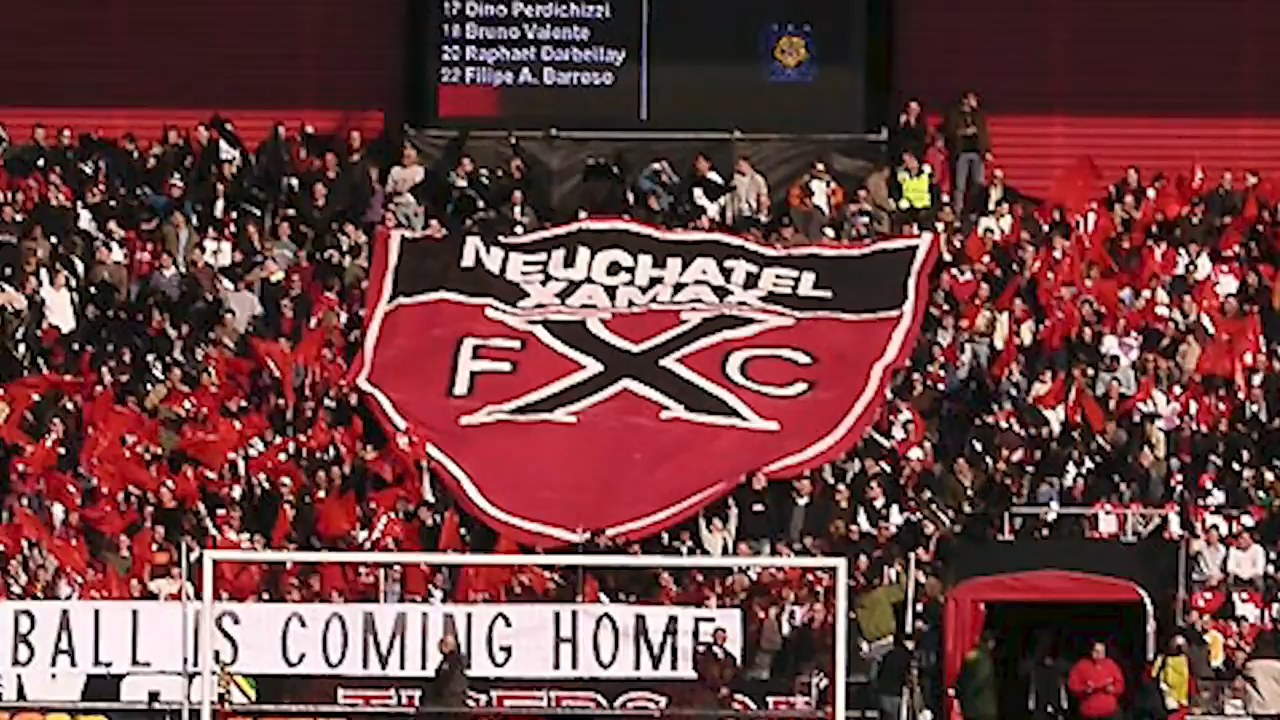 17 Dino Perdichizzi
18 Bruno Valente
20 Raphael Darbellay
22 Filipe A. Barroso
NEUCHATEL
XAMAX
F X C
BALL IS COMING HOME